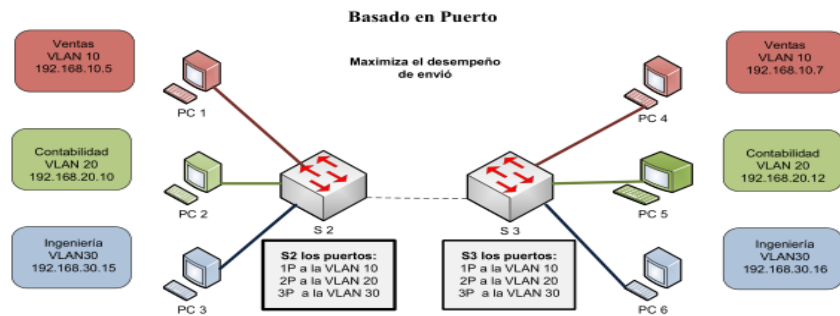 Basado en Puerto
Maximiza el desempeño
de envió
Ventas
VLAN 10
192.168.10.5
PC 1
Contabilidad
VLAN 20
192.168.20.10
PC 2
Ingeniería
VLAN30
192.168.30.15
PC 3
S 2
S2 los puertos:
1P a la VLAN 10
2P a la VLAN 20
3P a la VLAN 30
S 3
S3 los puertos:
1P a la VLAN 10
2P a la VLAN 20
3P a la VLAN 30
PC 4
Ventas
VLAN 10
192.168.10.7
PC 5
Contabilidad
VLAN 20
192.168.20.12
PC 6
Ingeniería
VLAN30
192.168.30.16